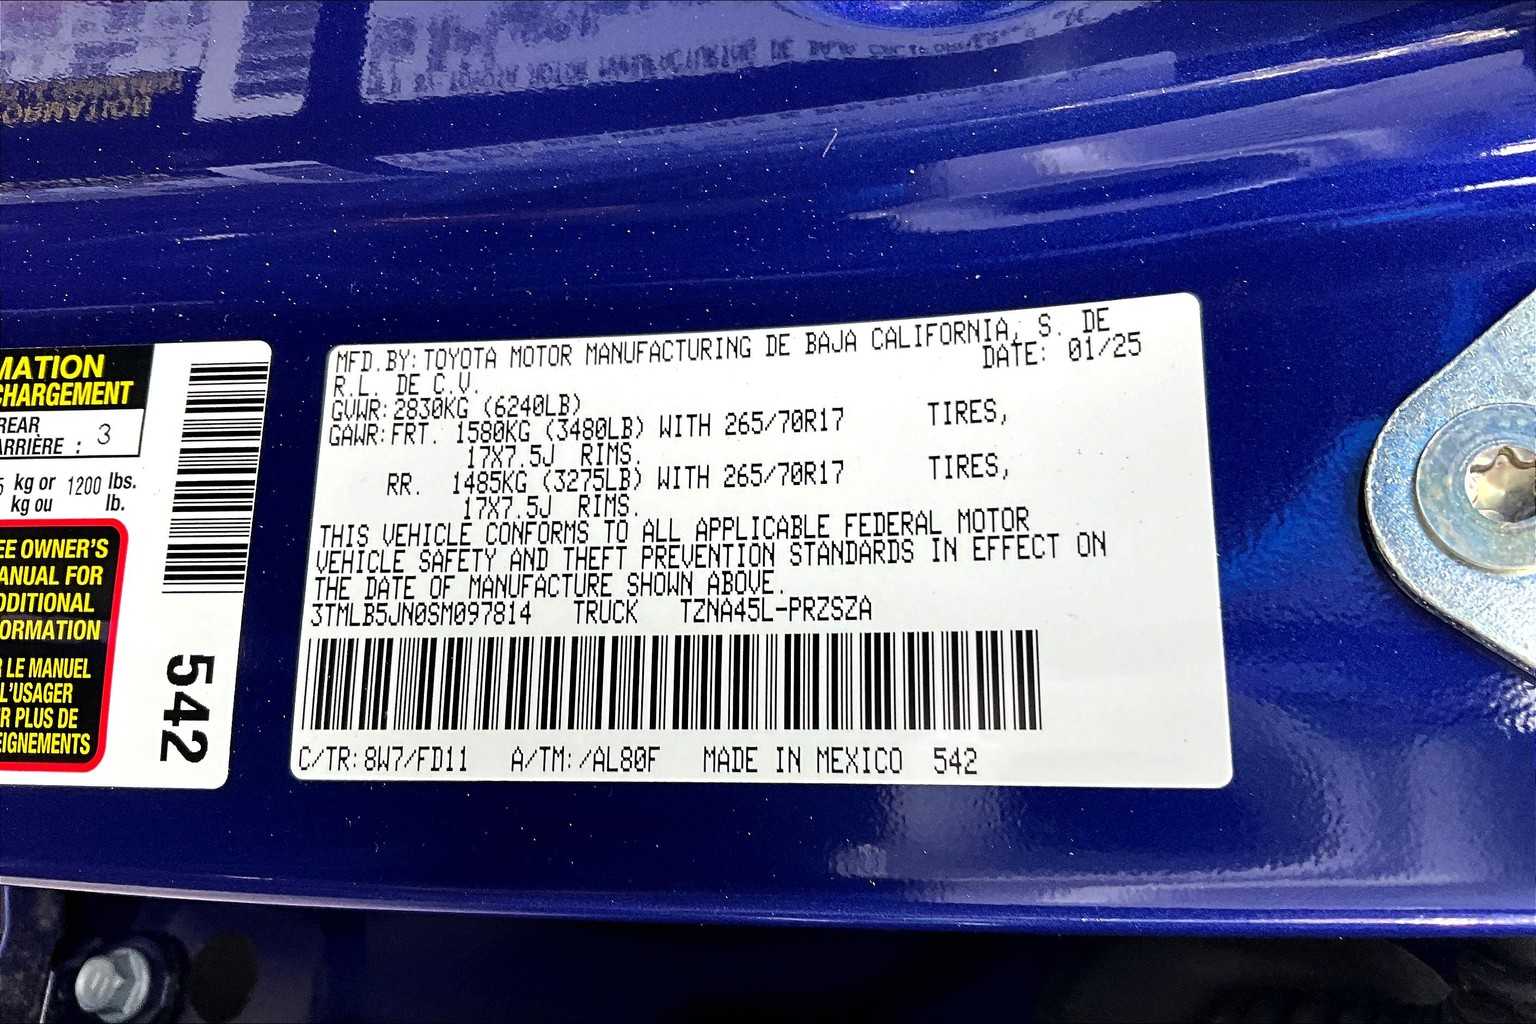 MATION
CHARGEMENT
REAR
ARRIÈRE : 3
kg or 1200 lbs.
kg ou lb.
EE OWNER'S
ANUAL FOR
DDITIONAL
ORMATION
R LE MANUEL
L'USAGER
R PLUS DE
EIGNEMENTS
542
MFD.BY:TOYOTA MOTOR MANUFACTURING DE BAJA CALIFORNIA, S. DE
R.L. DE C.V. DATE: 01/25
GVWR:2830KG (6240LB)
GAWR:FRT. 1580KG (3480LB) WITH 265/70R17 TIRES,
17X7.5J RIMS.
RR. 1485KG (3275LB) WITH 265/70R17 TIRES,
17X7.5J RIMS.
THIS VEHICLE CONFORMS TO ALL APPLICABLE FEDERAL MOTOR
VEHICLE SAFETY AND THEFT PREVENTION STANDARDS IN EFFECT ON
THE DATE OF MANUFACTURE SHOWN ABOVE.
3TMLB5JN0SM097814 TRUCK TZNA45L-PRZSZA
C/TR:8W7/FD11 A/TM:/AL80F MADE IN MEXICO 542